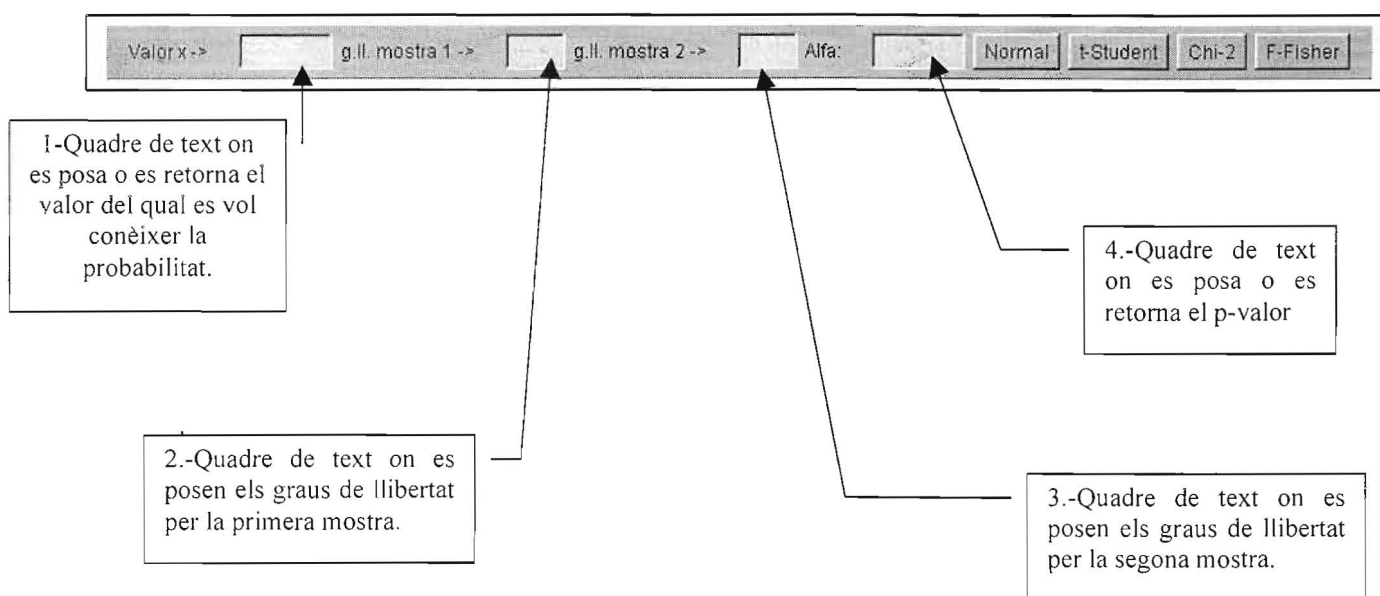 Valor x -> g.ll. mostra 1 -> g.ll. mostra 2 -> Alfa: Normal t-Student Chi-2 F-Fisher
1-Quadre de text on
es posa o es retorna el
valor del qual es vol
conèixer la
probabilitat.
4.-Quadre de text
on es posa o es
retorna el p-valor
2.-Quadre de text on es
posen els graus de llibertat
per la primera mostra.
3.-Quadre de text on es
posen els graus de llibertat
per la segona mostra.